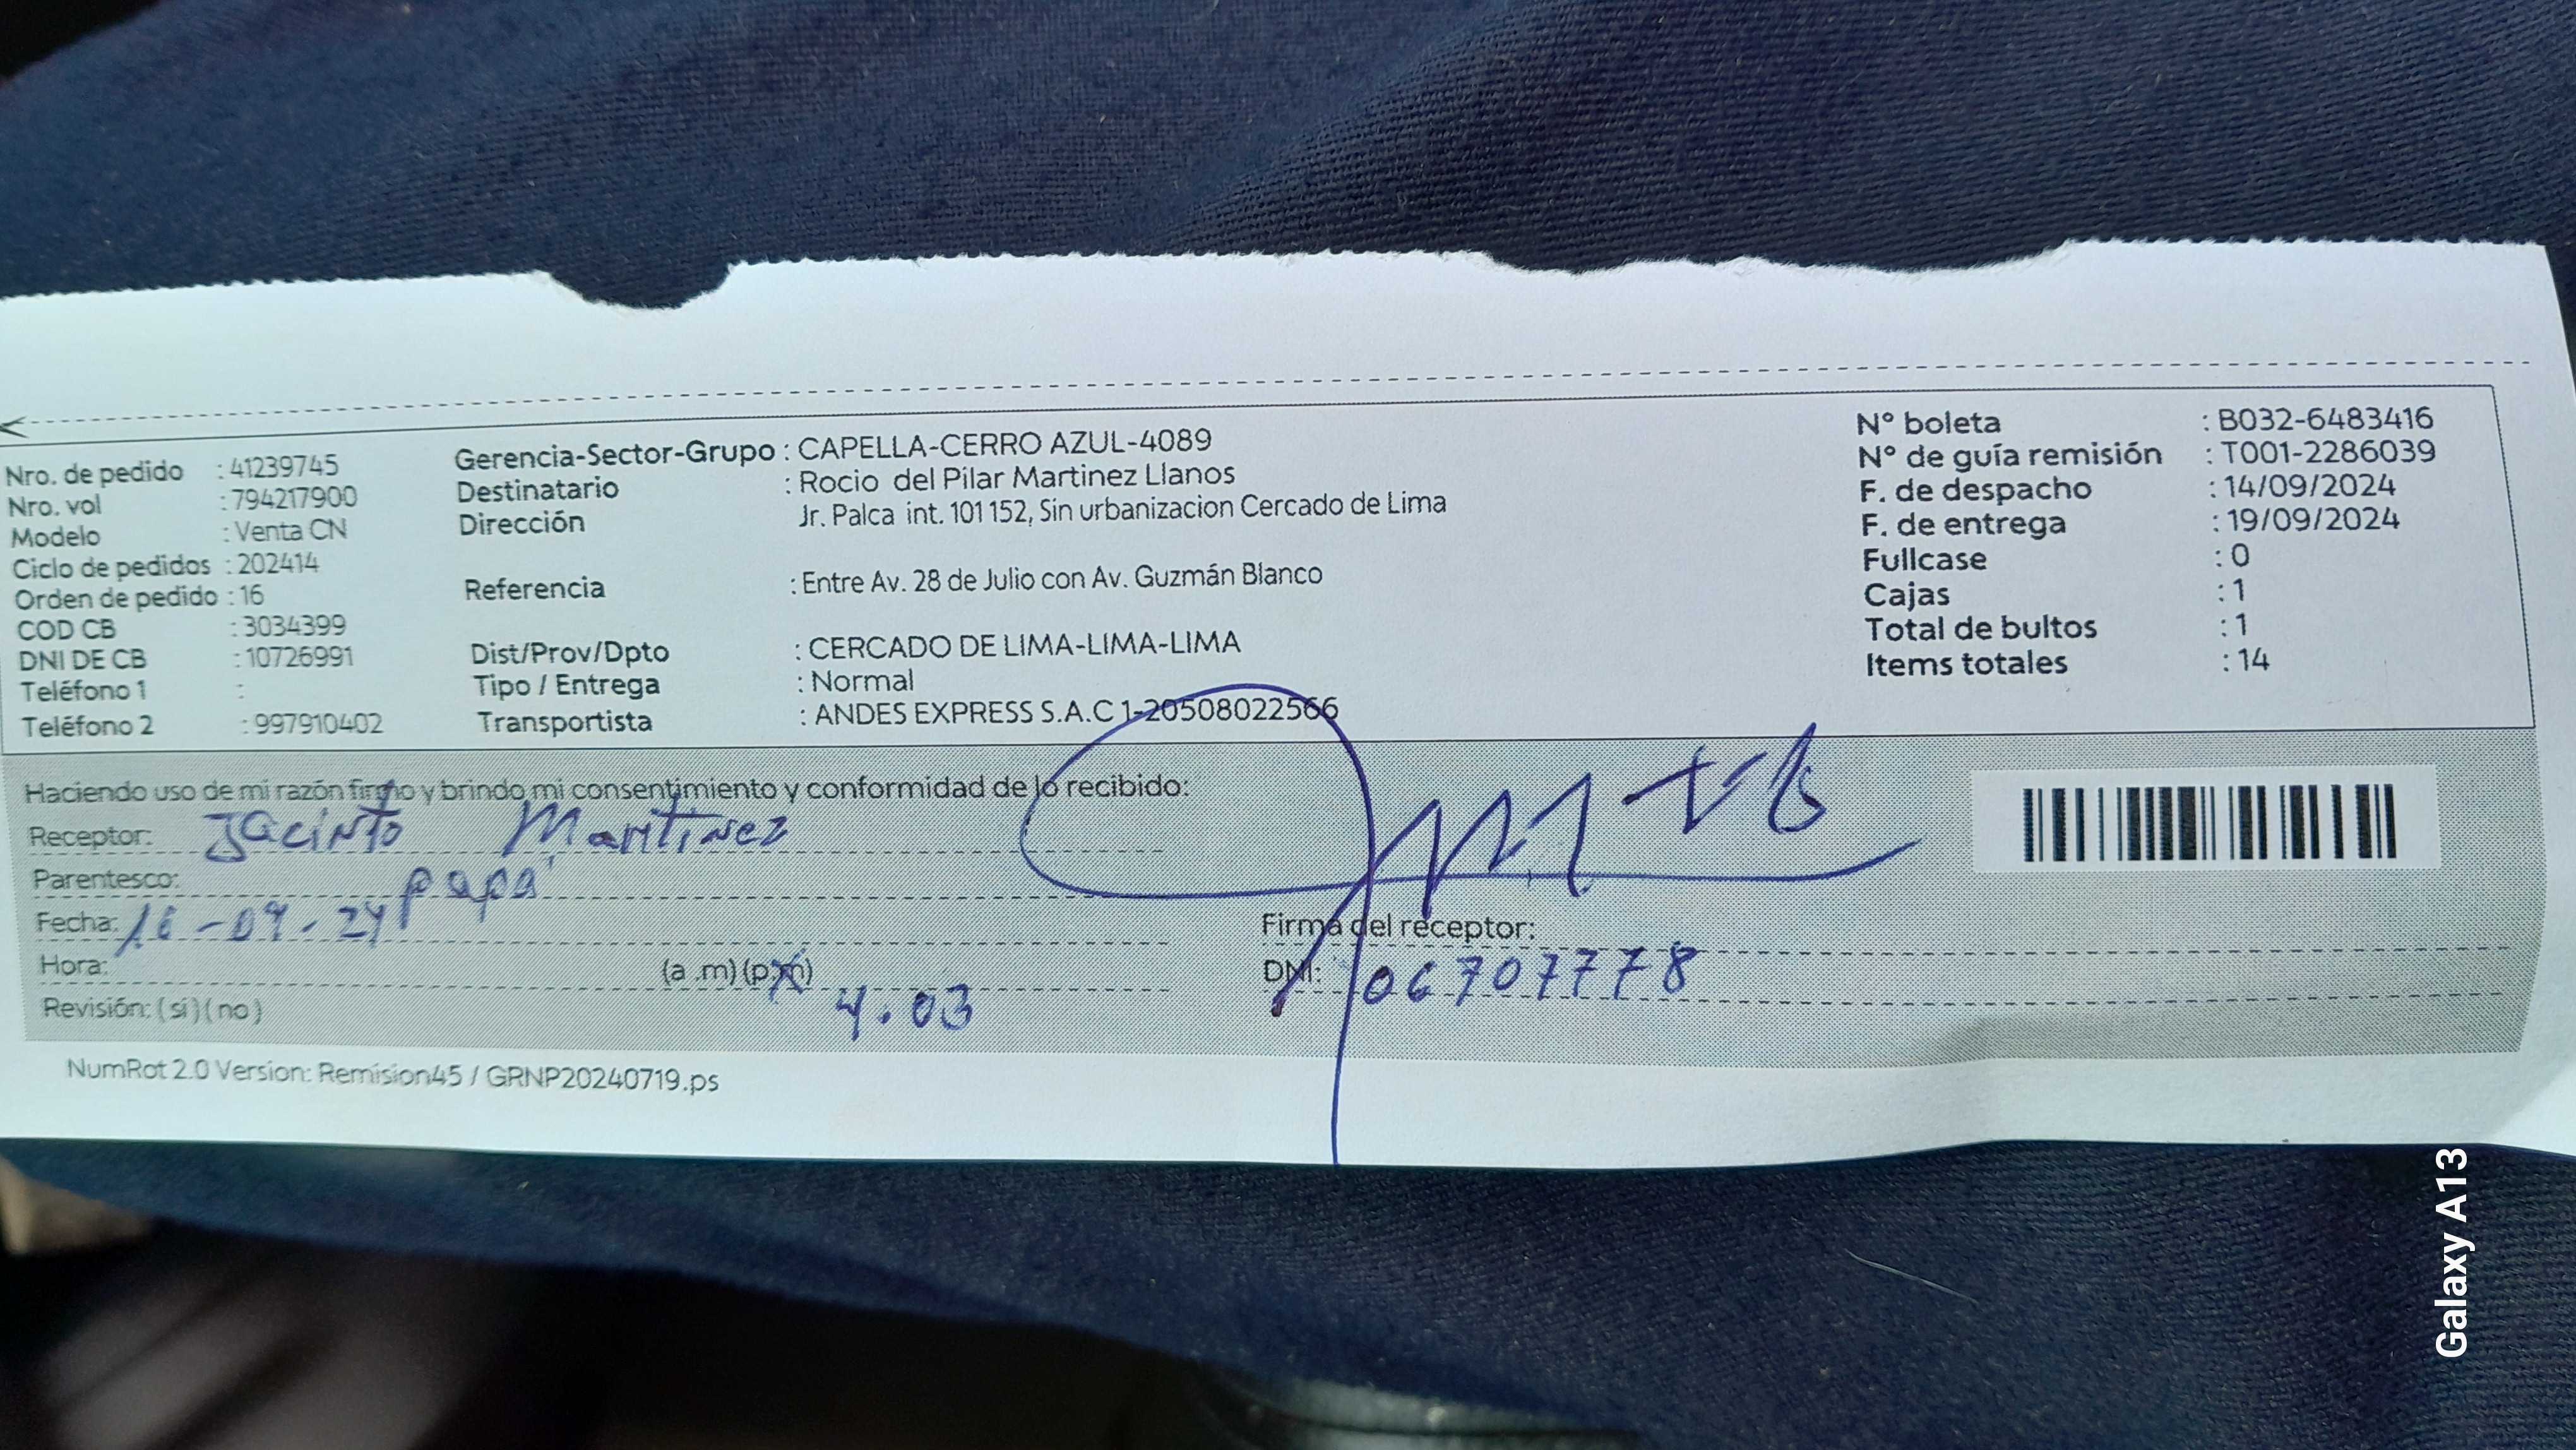 Nro. de pedido : 41239745
Nro. vol : 794217900
Modelo : Venta CN
Ciclo de pedidos : 202414
Orden de pedido : 16
COD CB : 3034399
DNI DE CB : 10726991
Teléfono 1 :
Teléfono 2 : 997910402
Gerencia-Sector-Grupo : CAPELLA-CERRO AZUL-4089
Destinatario : Rocio del Pilar Martinez Llanos
Dirección Jr. Palca int. 101 152, Sin urbanizacion Cercado de Lima
Referencia : Entre Av. 28 de Julio con Av. Guzmán Blanco
Dist/Prov/Dpto : CERCADO DE LIMA-LIMA-LIMA
Tipo / Entrega : Normal
Transportista : ANDES EXPRESS S.A.C 1-20508022566
N° boleta : B032-6483416
N° de guía remisión : T001-2286039
F. de despacho : 14/09/2024
F. de entrega : 19/09/2024
Fullcase : 0
Cajas : 1
Total de bultos : 1
Items totales : 14
Haciendo uso de mi razón firmo y brindo mi consentimiento y conformidad de lo recibido:
Receptor: Jacinto Martinez
Parentesco: papá
Fecha: 16-09-24
Hora: (a .m) (p.m) 4.03
Revisión: (si) (no)
Firma del receptor:
DNI: 06707778
NumRot 2.0 Version: Remision45 / GRNP20240719.ps
Galaxy A13